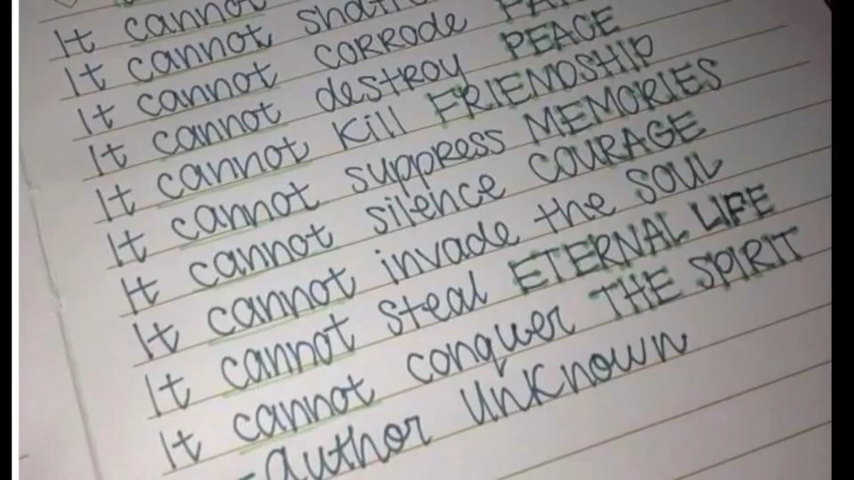 It cannot
It cannot
It cannot corrode
It cannot destroy PEACE
It cannot kill FRIENDSHIP
It cannot suppress MEMORIES
It cannot silence COURAGE
It cannot invade the SOUL
It cannot steal ETERNAL LIFE
It cannot conquer THE SPIRIT
-author unknown